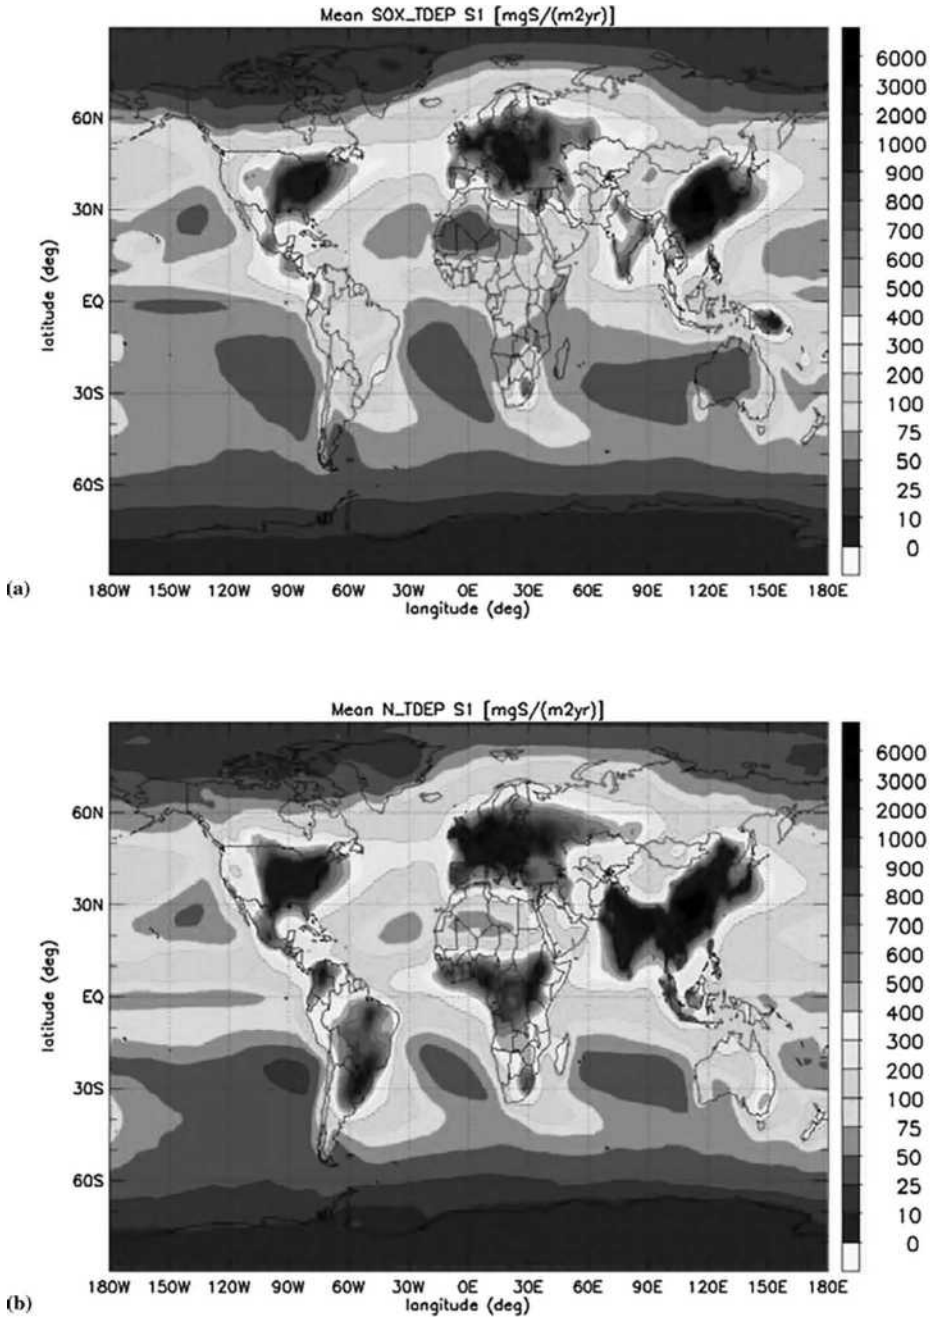 Mean SOX_TDEP S1 [mgS/(m2yr)]
60N
30N
EQ
30S
60S
latitude (deg)
180W 150W 120W 90W 60W 30W 0E 30E 60E 90E 120E 150E 180E
longitude (deg)
6000
3000
2000
1000
900
800
700
600
500
400
300
200
100
75
50
25
10
0
(a)
Mean N_TDEP S1 [mgS/(m2yr)]
60N
30N
EQ
30S
60S
latitude (deg)
180W 150W 120W 90W 60W 30W 0E 30E 60E 90E 120E 150E 180E
longitude (deg)
6000
3000
2000
1000
900
800
700
600
500
400
300
200
100
75
50
25
10
0
(b)